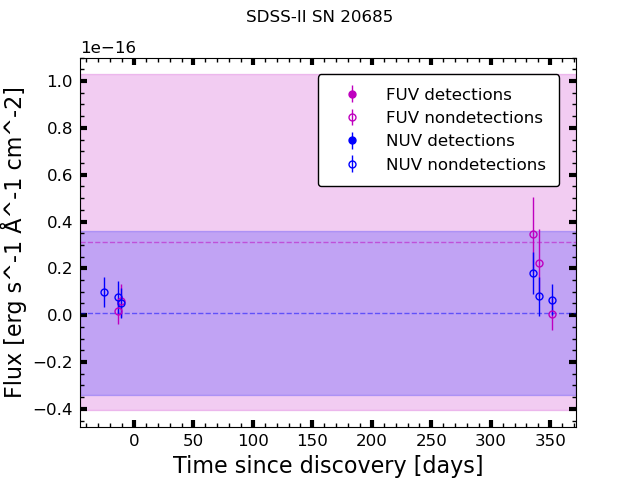 SDSS-II SN 20685
1e−16
1.0
0.8
0.6
0.4
0.2
0.0
−0.2
−0.4
Flux [erg s^-1 Å^-1 cm^-2]
FUV detections
FUV nondetections
NUV detections
NUV nondetections
0 50 100 150 200 250 300 350
Time since discovery [days]